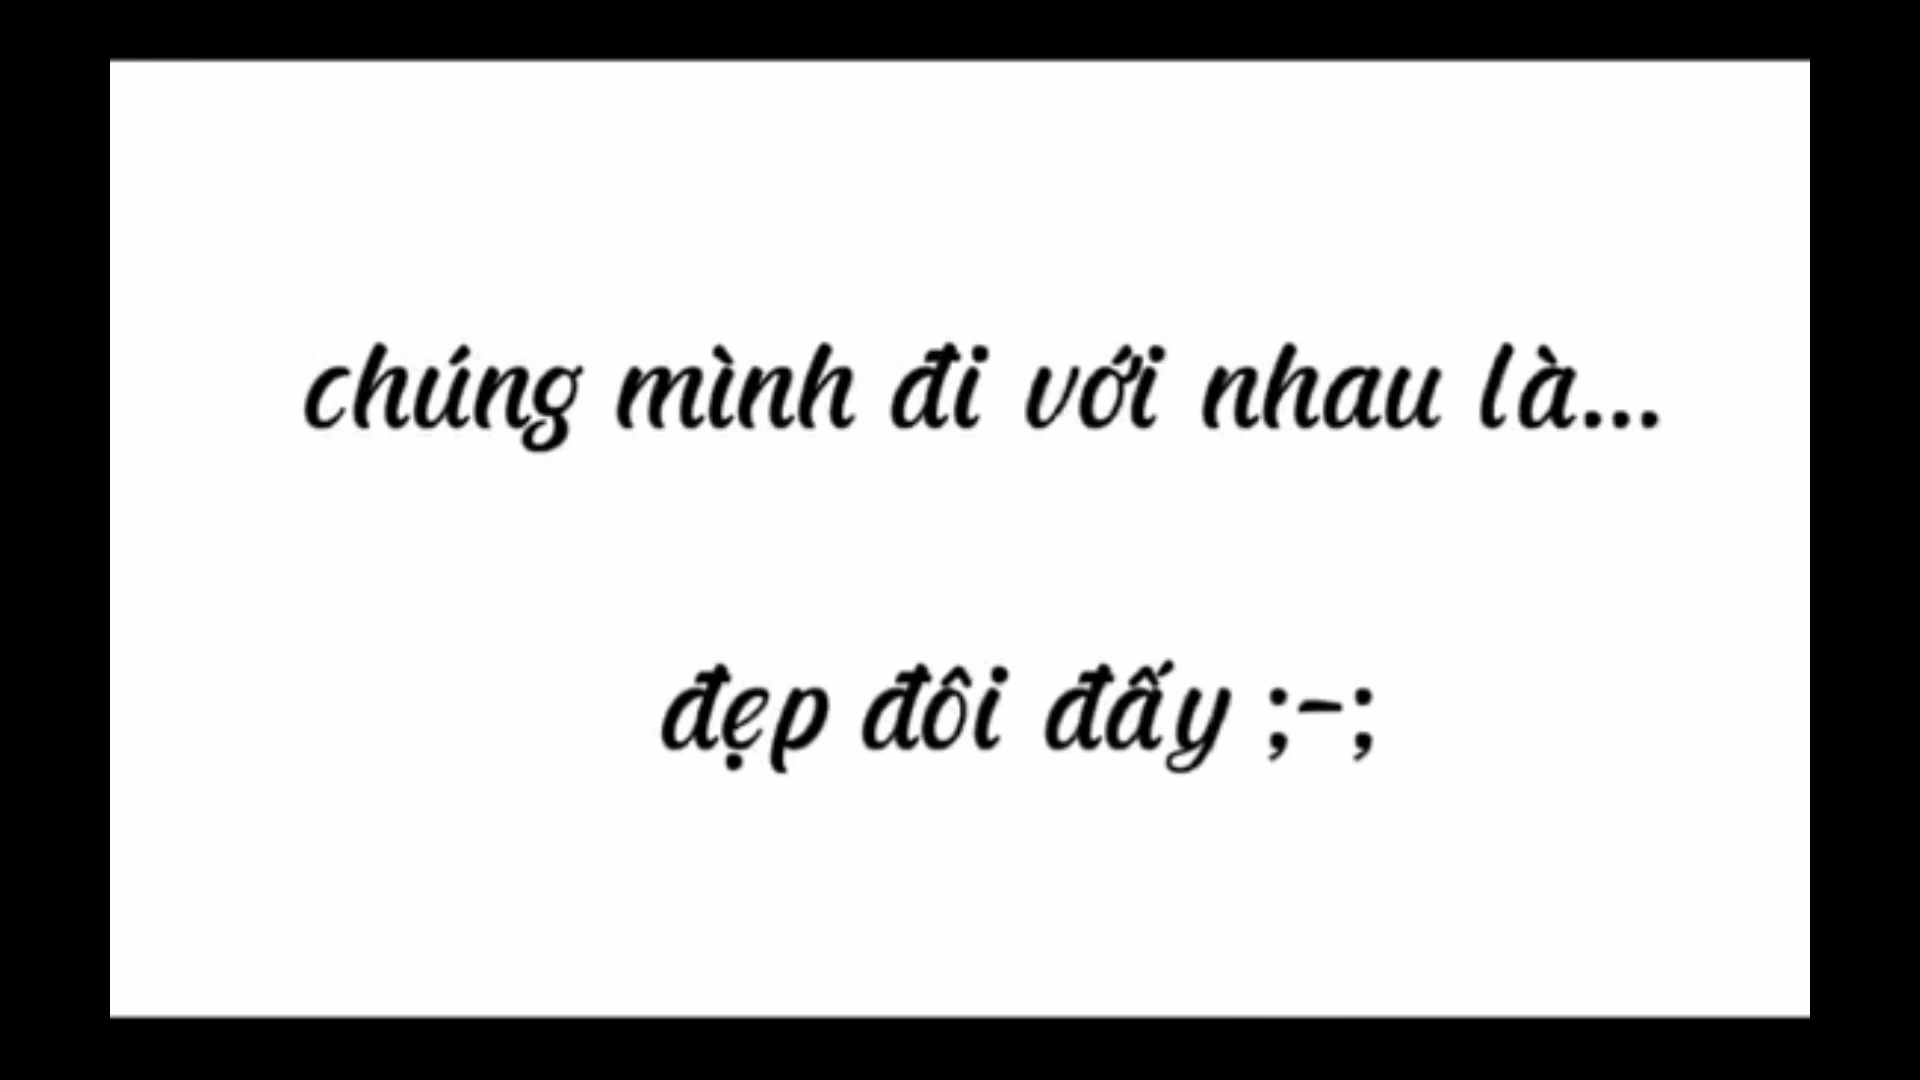 chúng mình đi với nhau là...
đẹp đôi đấy ;-;